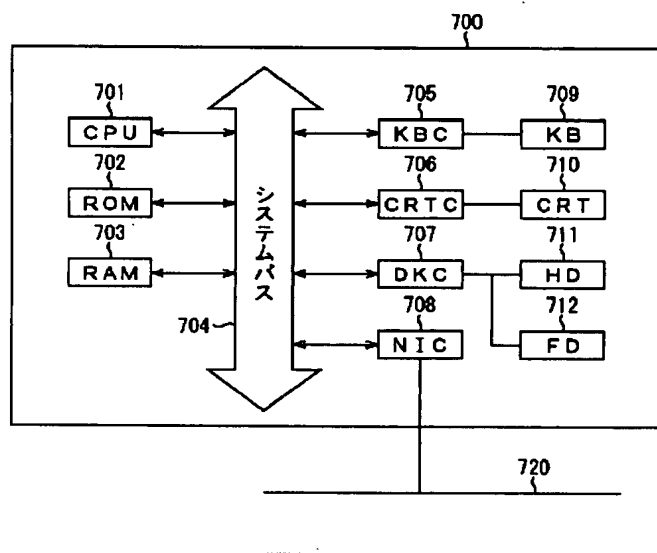 700
701
CPU
702
ROM
703
RAM
704
システムバス
705
KBC
706
CRTC
707
DKC
708
NIC
709
KB
710
CRT
711
HD
712
FD
720